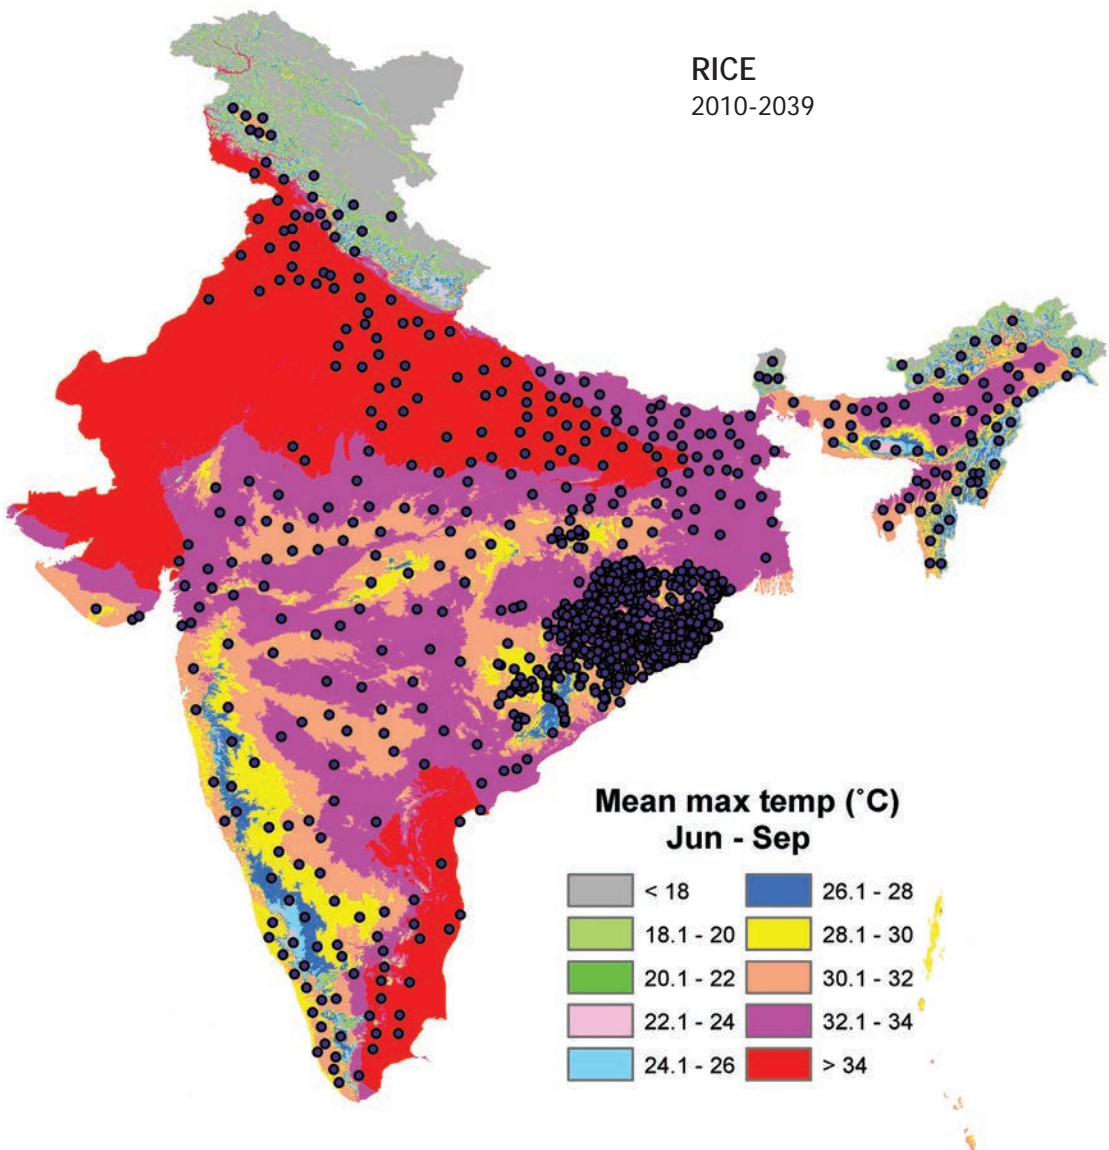 RICE
2010-2039
Mean max temp (˚C)
Jun - Sep
< 18
18.1 - 20
20.1 - 22
22.1 - 24
24.1 - 26
26.1 - 28
28.1 - 30
30.1 - 32
32.1 - 34
> 34